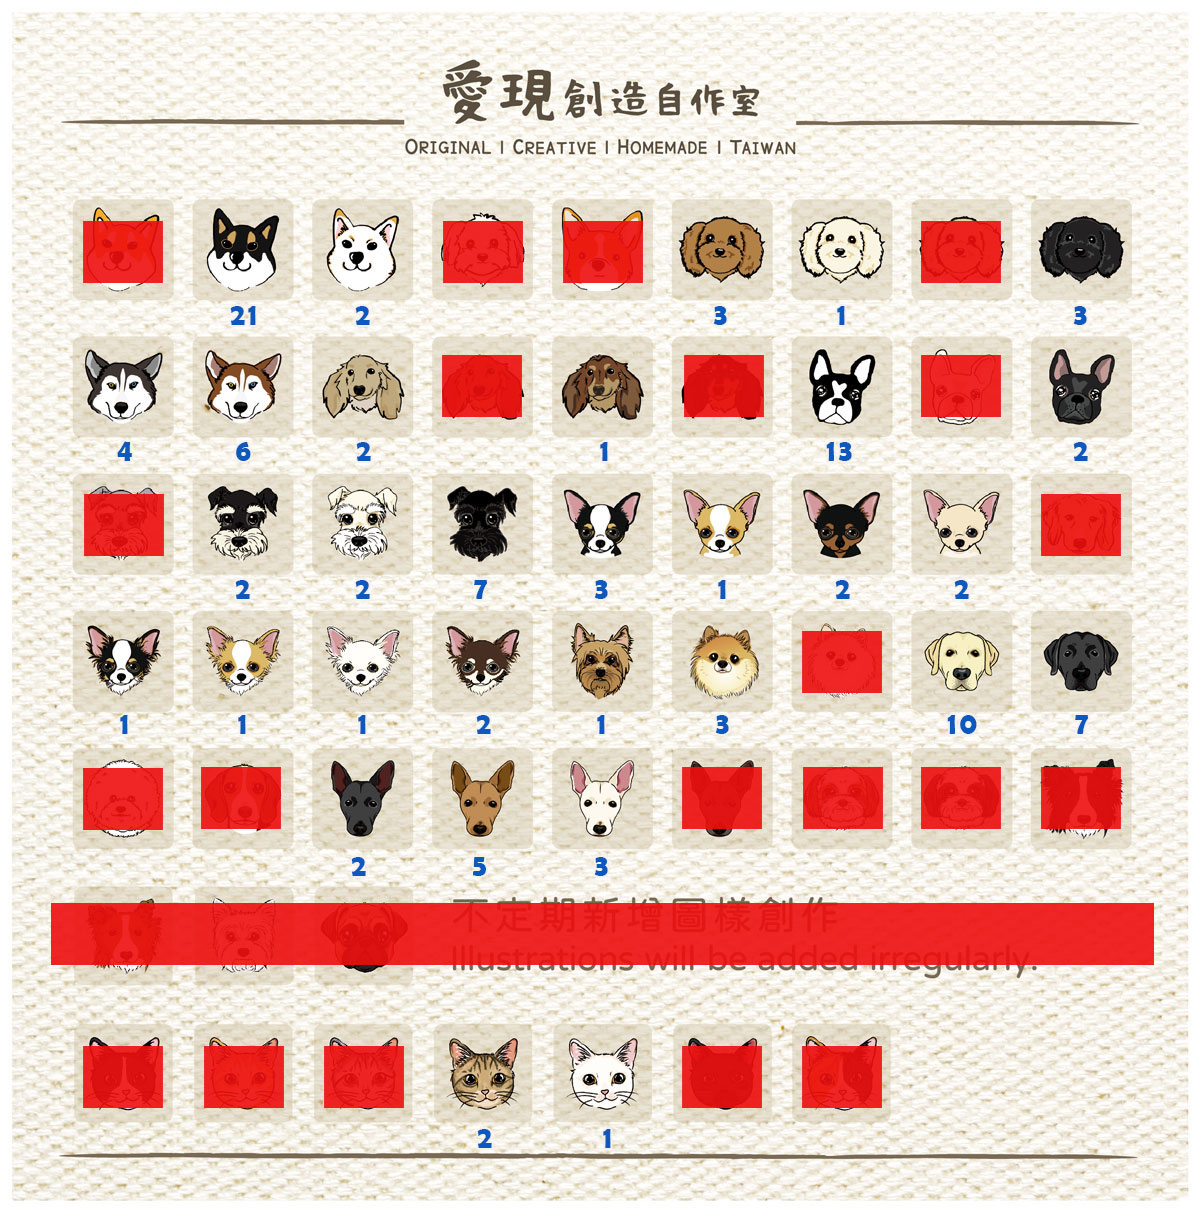 愛現創造自作室
ORIGINAL | CREATIVE | HOMEMADE | TAIWAN
21 2 3 1 3
4 6 2 1 13 2
2 2 7 3 1 2 2
1 1 1 2 1 3 10 7
2 5 3
不定期新增圖樣創作
Illustrations will be added irregularly.
2 1